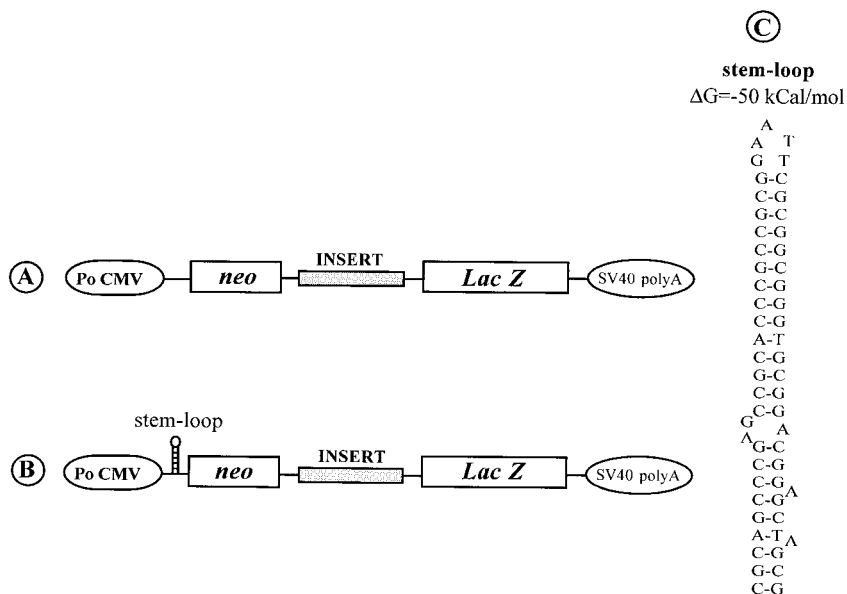 C
stem-loop
ΔG=-50 kCal/mol
A
A T
G T
G-C
C-G
G-C
C-G
C-G
G-C
C-G
C-G
C-G
A-T
C-G
G-C
C-G
C-G
G A
A
G-C
C-G
C-G
A
C-G
G-C
A-T
A
C-G
G-C
C-G
A
Po CMV
neo
INSERT
Lac Z
SV40 polyA
stem-loop
B
Po CMV
neo
INSERT
Lac Z
SV40 polyA